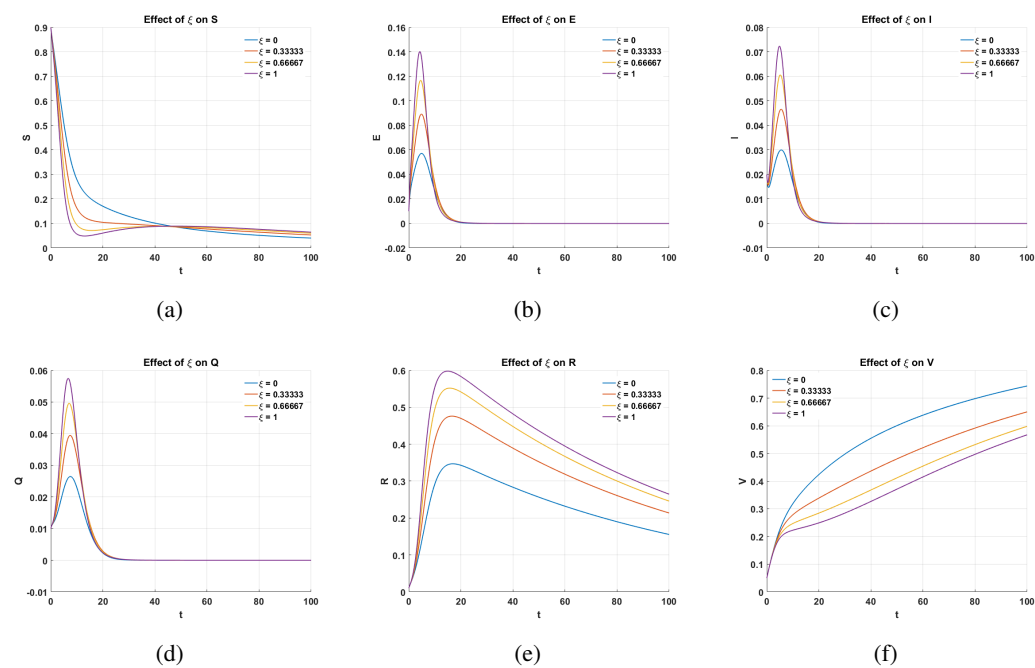 Effect of ξ on S
0.9
0.8
0.7
0.6
0.5
0.4
0.3
0.2
0.1
0
S
ξ = 0
ξ = 0.33333
ξ = 0.66667
ξ = 1
0 20 40 60 80 100
t
(a)
Effect of ξ on E
0.16
0.14
0.12
0.10
0.08
0.06
0.04
0.02
0
-0.02
E
ξ = 0
ξ = 0.33333
ξ = 0.66667
ξ = 1
0 20 40 60 80 100
t
(b)
Effect of ξ on I
0.08
0.07
0.06
0.05
0.04
0.03
0.02
0.01
0
-0.01
I
ξ = 0
ξ = 0.33333
ξ = 0.66667
ξ = 1
0 20 40 60 80 100
t
(c)
Effect of ξ on Q
0.06
0.05
0.04
0.03
0.02
0.01
0
-0.01
Q
ξ = 0
ξ = 0.33333
ξ = 0.66667
ξ = 1
0 20 40 60 80 100
t
(d)
Effect of ξ on R
0.6
0.5
0.4
0.3
0.2
0.1
0
R
ξ = 0
ξ = 0.33333
ξ = 0.66667
ξ = 1
0 20 40 60 80 100
t
(e)
Effect of ξ on V
0.8
0.7
0.6
0.5
0.4
0.3
0.2
0.1
0
V
ξ = 0
ξ = 0.33333
ξ = 0.66667
ξ = 1
0 20 40 60 80 100
t
(f)